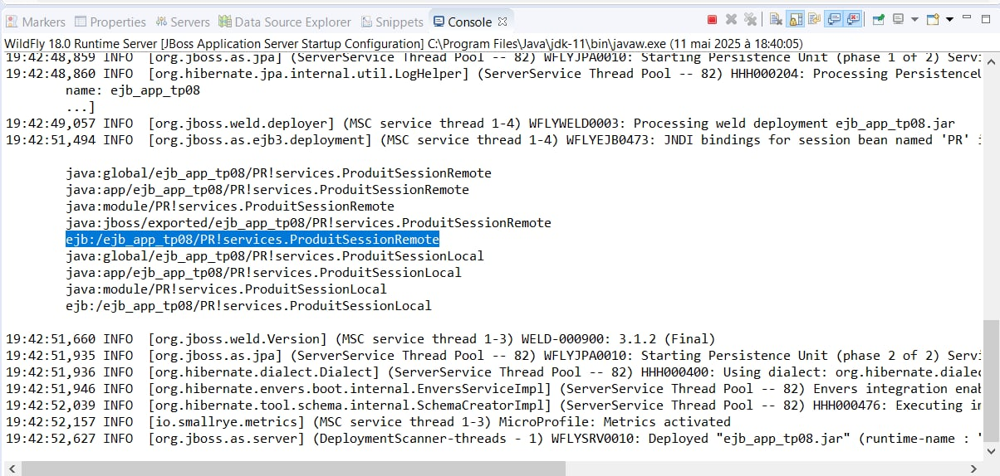 Markers Properties Servers Data Source Explorer Snippets Console
WildFly 18.0 Runtime Server [JBoss Application Server Startup Configuration] C:\Program Files\Java\jdk-11\bin\javaw.exe (11 mai 2025 à 18:40:05)
19:42:48,859 INFO  [org.jboss.as.jpa] (ServerService Thread Pool -- 82) WFLYJPA0010: Starting Persistence Unit (phase 1 of 2) Servi
19:42:48,860 INFO  [org.hibernate.jpa.internal.util.LogHelper] (ServerService Thread Pool -- 82) HHH000204: Processing PersistenceU
name: ejb_app_tp08
...]
19:42:49,057 INFO  [org.jboss.weld.deployer] (MSC service thread 1-4) WFLYWELD0003: Processing weld deployment ejb_app_tp08.jar
19:42:51,494 INFO  [org.jboss.as.ejb3.deployment] (MSC service thread 1-4) WFLYEJB0473: JNDI bindings for session bean named 'PR' i
java:global/ejb_app_tp08/PR!services.ProduitSessionRemote
java:app/ejb_app_tp08/PR!services.ProduitSessionRemote
java:module/PR!services.ProduitSessionRemote
java:jboss/exported/ejb_app_tp08/PR!services.ProduitSessionRemote
ejb:/ejb_app_tp08/PR!services.ProduitSessionRemote
java:global/ejb_app_tp08/PR!services.ProduitSessionLocal
java:app/ejb_app_tp08/PR!services.ProduitSessionLocal
java:module/PR!services.ProduitSessionLocal
ejb:/ejb_app_tp08/PR!services.ProduitSessionLocal
19:42:51,660 INFO  [org.jboss.weld.Version] (MSC service thread 1-3) WELD-000900: 3.1.2 (Final)
19:42:51,935 INFO  [org.jboss.as.jpa] (ServerService Thread Pool -- 82) WFLYJPA0010: Starting Persistence Unit (phase 2 of 2) Servi
19:42:51,936 INFO  [org.hibernate.dialect.Dialect] (ServerService Thread Pool -- 82) HHH000400: Using dialect: org.hibernate.dialec
19:42:51,946 INFO  [org.hibernate.envers.boot.internal.EnversServiceImpl] (ServerService Thread Pool -- 82) Envers integration enab
19:42:52,039 INFO  [org.hibernate.tool.schema.internal.SchemaCreatorImpl] (ServerService Thread Pool -- 82) HHH000476: Executing im
19:42:52,157 INFO  [io.smallrye.metrics] (MSC service thread 1-3) MicroProfile: Metrics activated
19:42:52,627 INFO  [org.jboss.as.server] (DeploymentScanner-threads - 1) WFLYSRV0010: Deployed "ejb_app_tp08.jar" (runtime-name : "